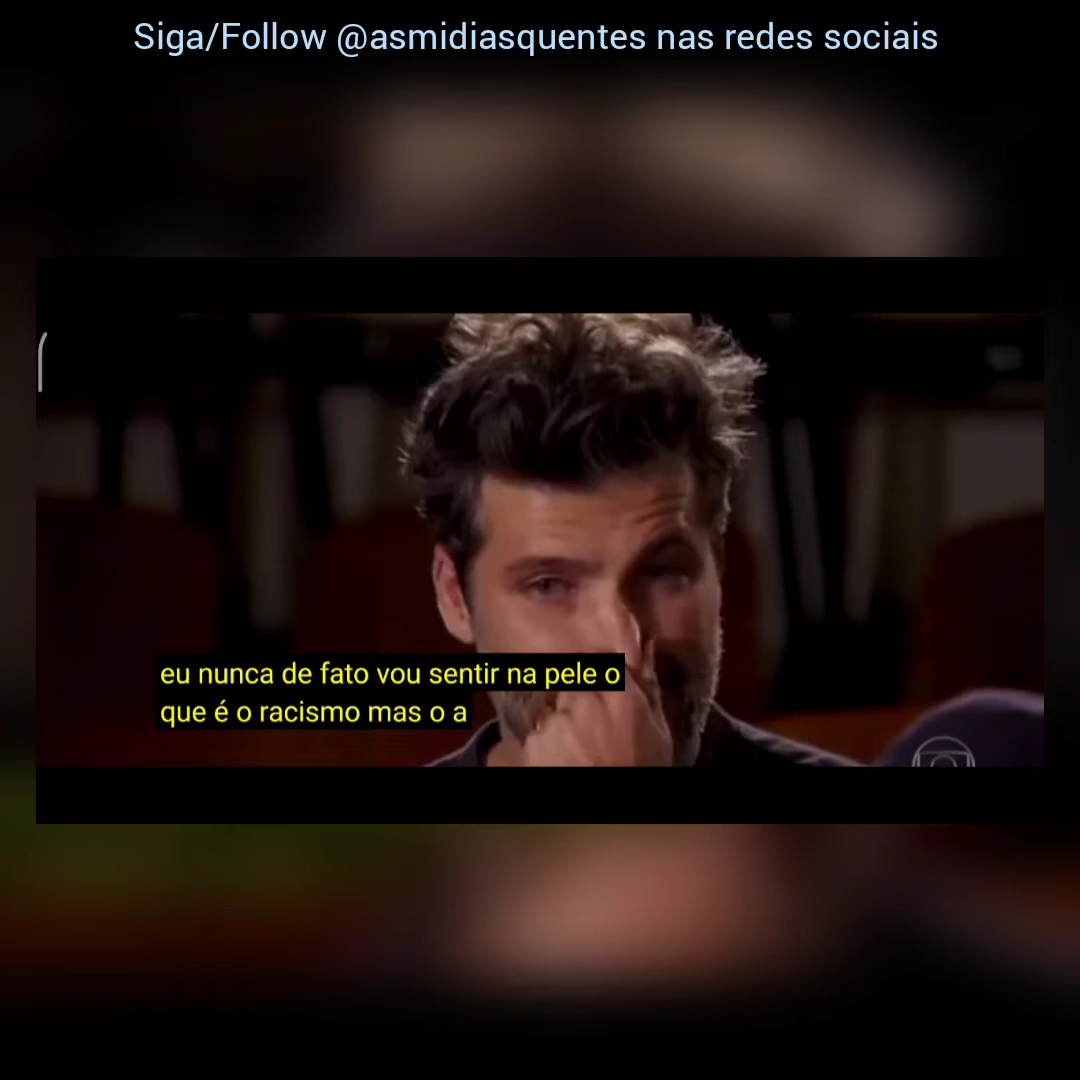 Siga/Follow @asmidiasquentes nas redes sociais
eu nunca de fato vou sentir na pele o
que é o racismo mas o a